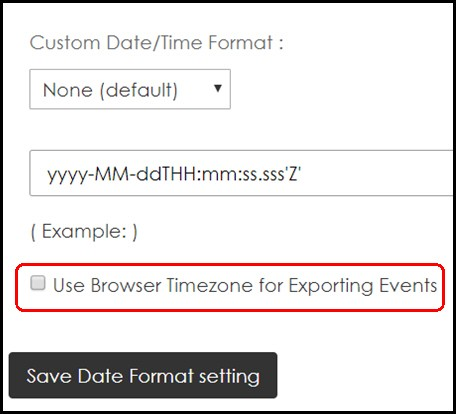 Custom Date/Time Format :
None (default)
yyyy-MM-ddTHH:mm:ss.sss'Z'
( Example: )
Use Browser Timezone for Exporting Events
Save Date Format setting